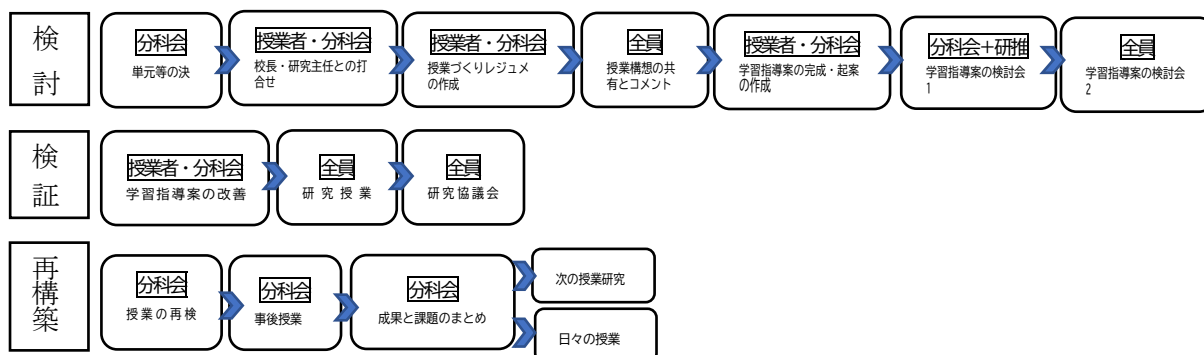 検討
分科会
単元等の決
授業者・分科会
校長・研究主任との打
合せ
授業者・分科会
授業づくりレジュメ
の作成
全員
授業構想の共
有とコメント
授業者・分科会
学習指導案の完成・起案
の作成
分科会+研推
学習指導案の検討会
1
全員
学習指導案の検討会
2
検証
授業者・分科会
学習指導案の改善
全員
研究授業
全員
研究協議会
再構築
分科会
授業の再検
分科会
事後授業
分科会
成果と課題のまとめ
次の授業研究
日々の授業